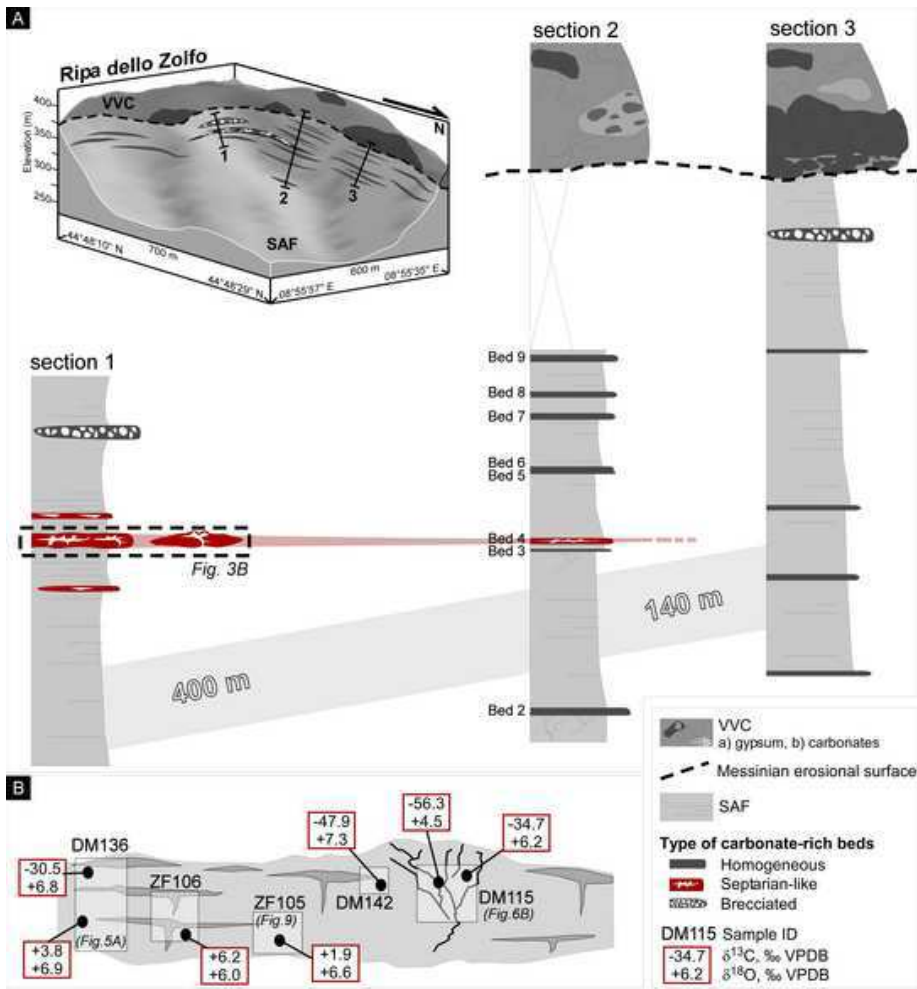 A
Ripa dello Zolfo
VVC
SAF
N
Elevation (m)
400
350
300
250
1
2
3
44°48'10" N
700 m
44°48'29" N
08°55'57" E
600 m
08°55'35" E
section 2
section 3
section 1
Bed 9
Bed 8
Bed 7
Bed 6
Bed 5
Bed 4
Bed 3
Bed 2
Fig. 3B
400 m
140 m
B
DM136
-30.5
+6.8
+3.8
+6.9
(Fig.5A)
ZF106
+6.2
+6.0
ZF105
(Fig.9)
+1.9
+6.6
-47.9
+7.3
DM142
-56.3
+4.5
-34.7
+6.2
DM115
(Fig.6B)
VVC
a) gypsum, b) carbonates
Messinian erosional surface
SAF
Type of carbonate-rich beds
Homogeneous
Septarian-like
Brecciated
DM115 Sample ID
-34.7 δ13C, ‰ VPDB
+6.2 δ18O, ‰ VPDB